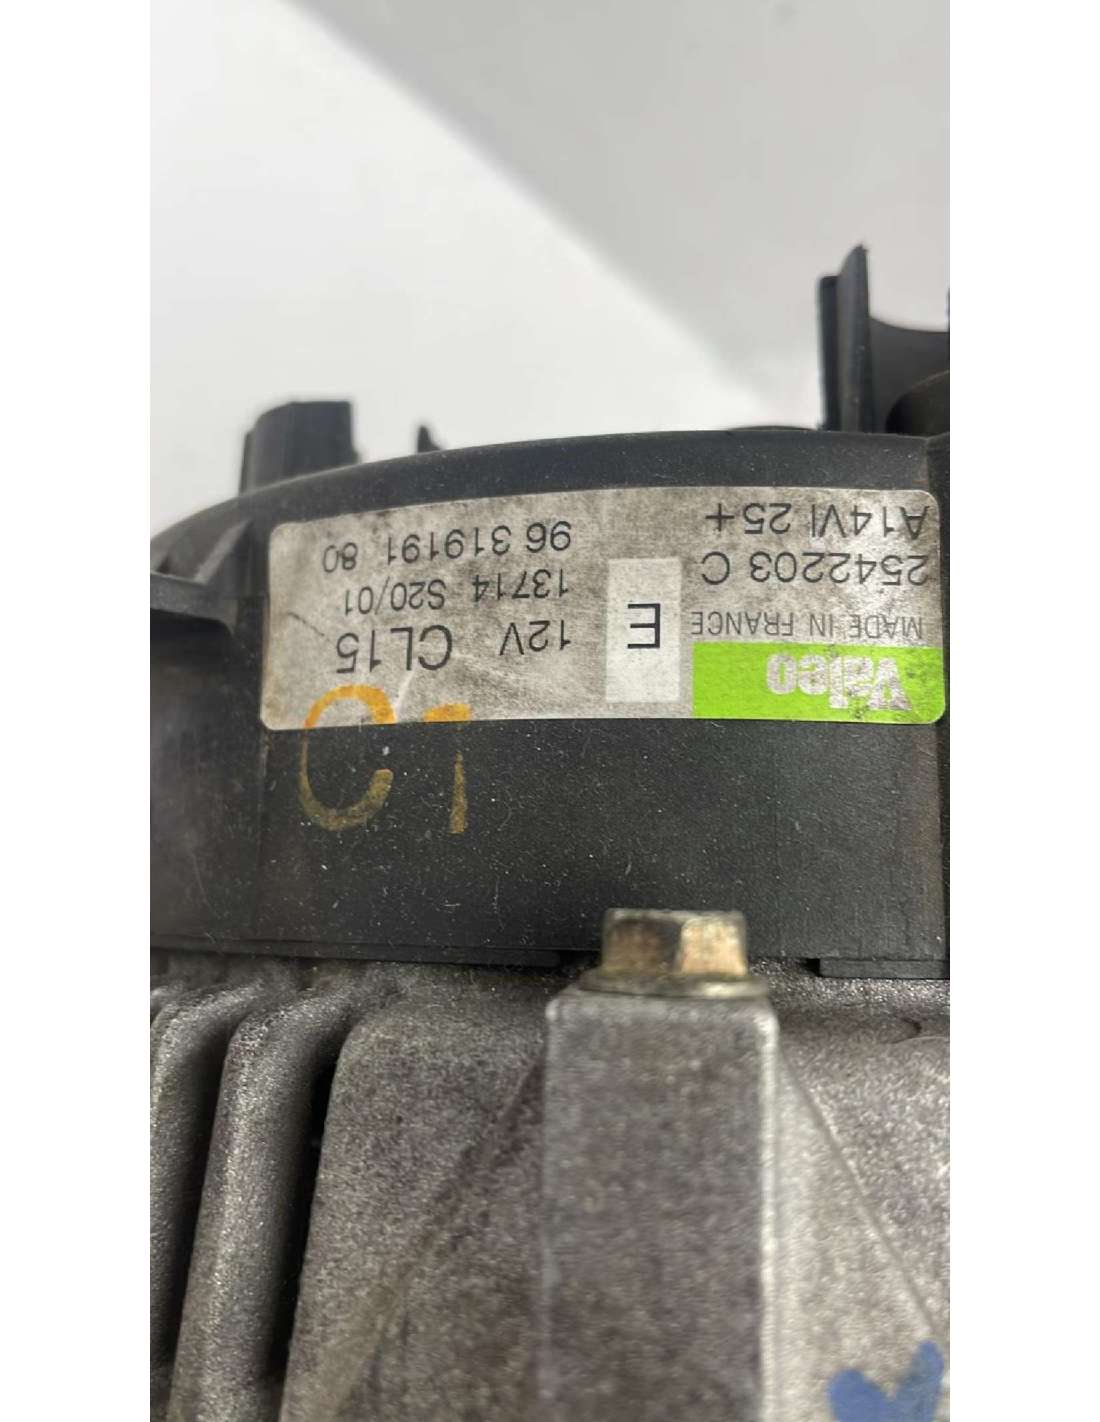 Valeo
MADE IN FRANCE
2542203 C
A14VI 25+
E
12V CL15
13714 S20/01
96 319191 80
C1